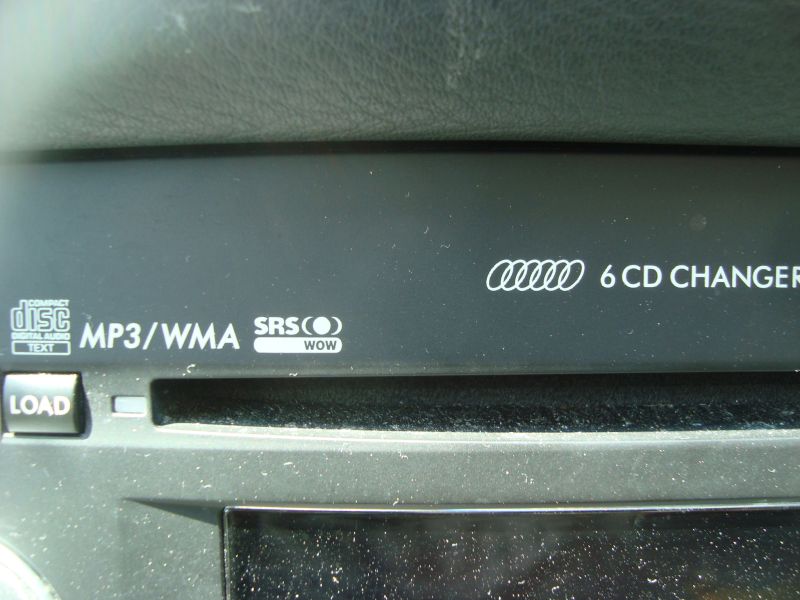 6 CD CHANGER
COMPACT
disc
DIGITAL AUDIO
TEXT
MP3/WMA
SRS
WOW
LOAD